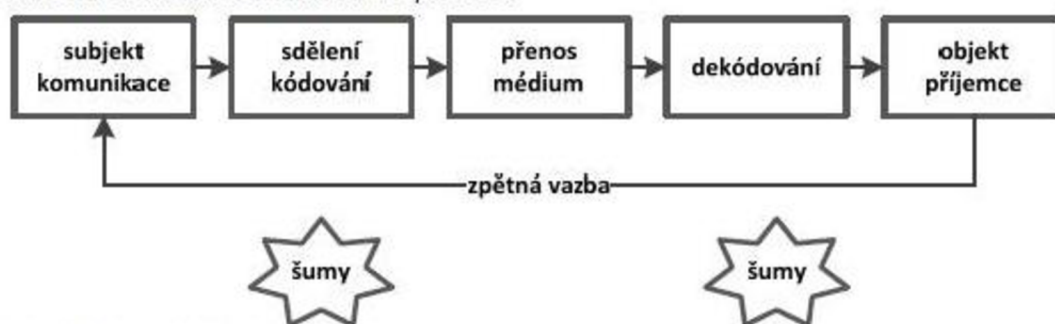 subjekt
komunikace
sdělení
kódování
přenos
médium
dekódování
objekt
příjemce
zpětná vazba
šumy
šumy